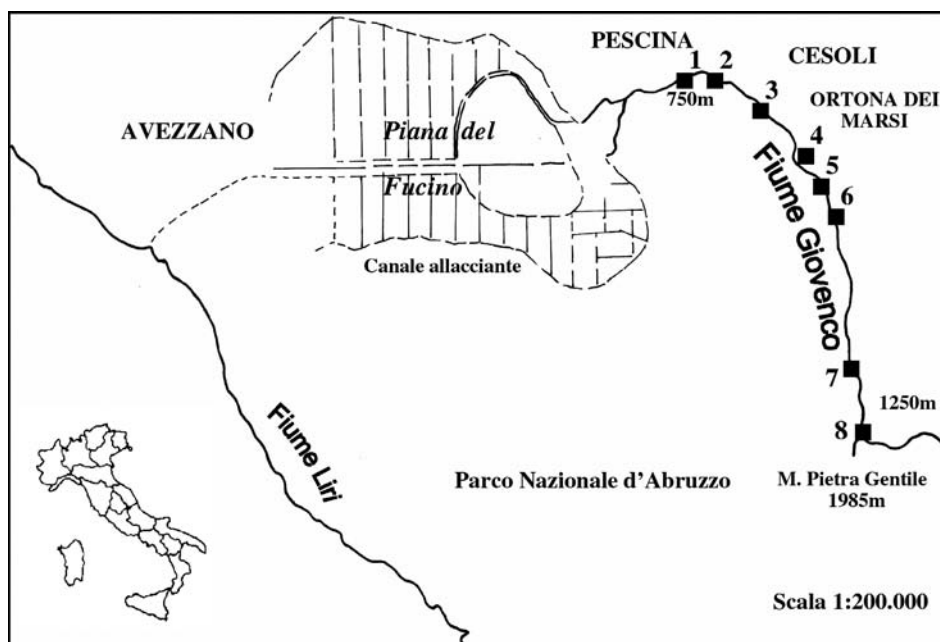 PESCINA
CESOLI
1
2
750m
3
ORTONA DEI
MARSI
AVEZZANO
Piana del
Fucino
4
5
6
Fiume Giovenco
Canale allacciante
7
1250m
8
Fiume Liri
Parco Nazionale d'Abruzzo
M. Pietra Gentile
1985m
Scala 1:200.000